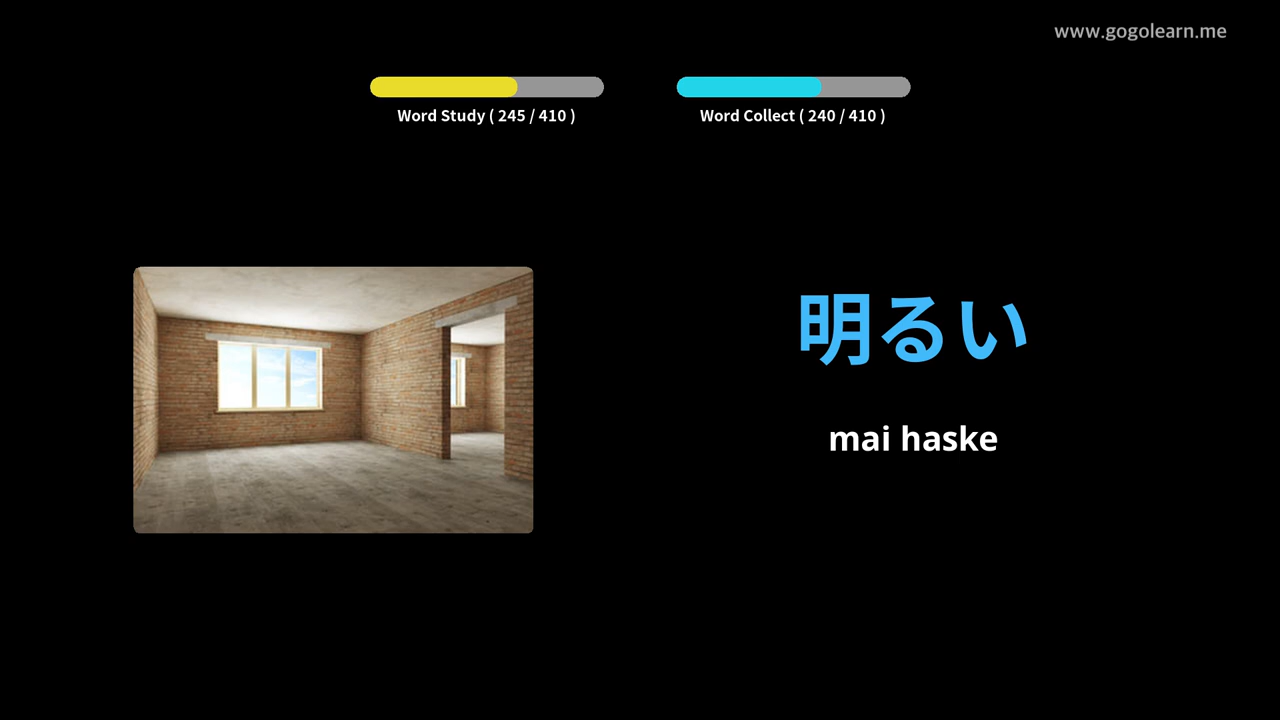 www.gogolearn.me
Word Study ( 245 / 410 )
Word Collect ( 240 / 410 )
明るい
mai haske